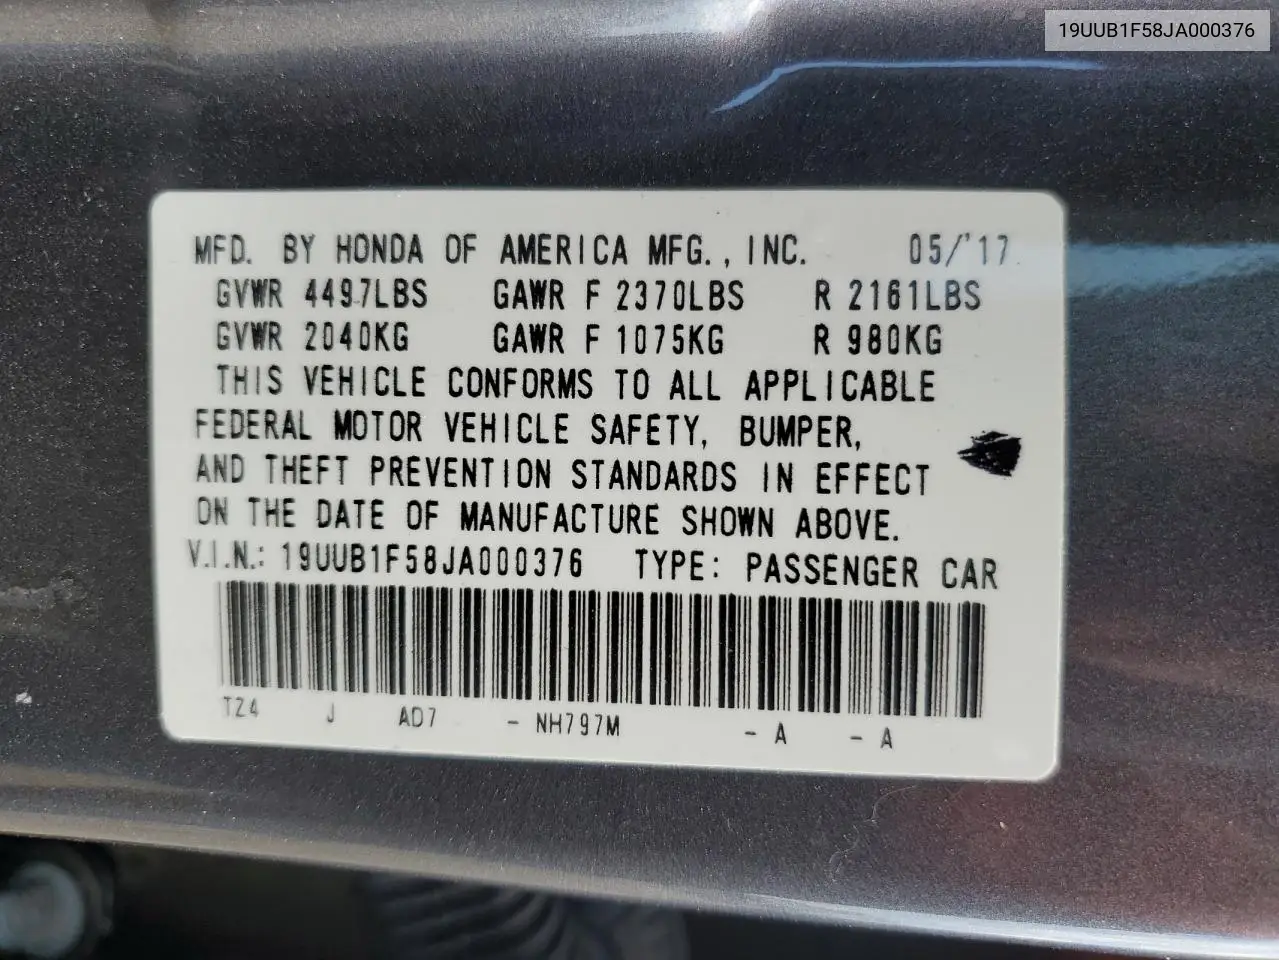 19UUB1F58JA000376
MFD. BY HONDA OF AMERICA MFG., INC. 05/'17
GVWR 4497LBS GAWR F 2370LBS R 2161LBS
GVWR 2040KG GAWR F 1075KG R 980KG
THIS VEHICLE CONFORMS TO ALL APPLICABLE
FEDERAL MOTOR VEHICLE SAFETY, BUMPER,
AND THEFT PREVENTION STANDARDS IN EFFECT
ON THE DATE OF MANUFACTURE SHOWN ABOVE.
V.I.N.: 19UUB1F58JA000376 TYPE: PASSENGER CAR
TZ4 J AD7 - NH797M - A - A